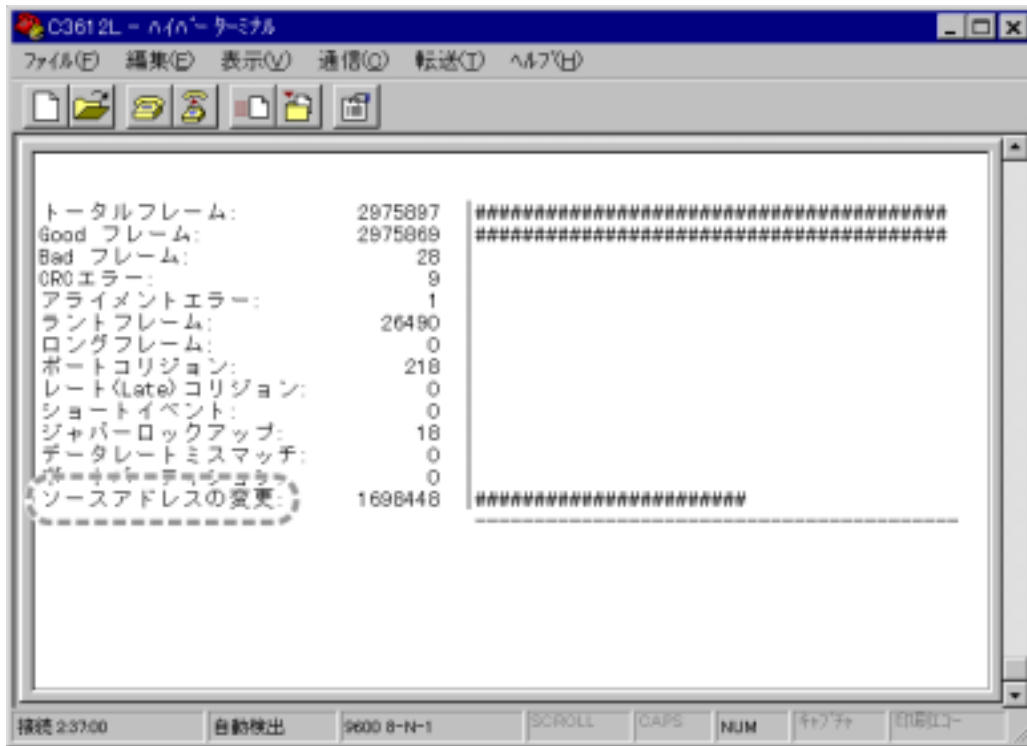 C3612L - ﾊｲﾊﾟｰ ﾀｰﾐﾅﾙ
ﾌｧｲﾙ(F) 編集(E) 表示(V) 通信(C) 転送(T) ﾍﾙﾌﾟ(H)
トータルフレーム: 2975897 ########################################
Good フレーム: 2975869 ########################################
Bad フレーム: 28
CRCエラー: 9
アライメントエラー: 1
ラントフレーム: 26490
ロングフレーム: 0
ポートコリジョン: 218
レート(Late)コリジョン: 0
ショートイベント: 0
ジャバーロックアップ: 18
データレートミスマッチ: 0
0
ソースアドレスの変更: 1698448 #######################
接続 2:37:00 自動検出 9600 8-N-1 SCROLL CAPS NUM ｷｬﾌﾟﾁｬ 印刷ｴｺｰ